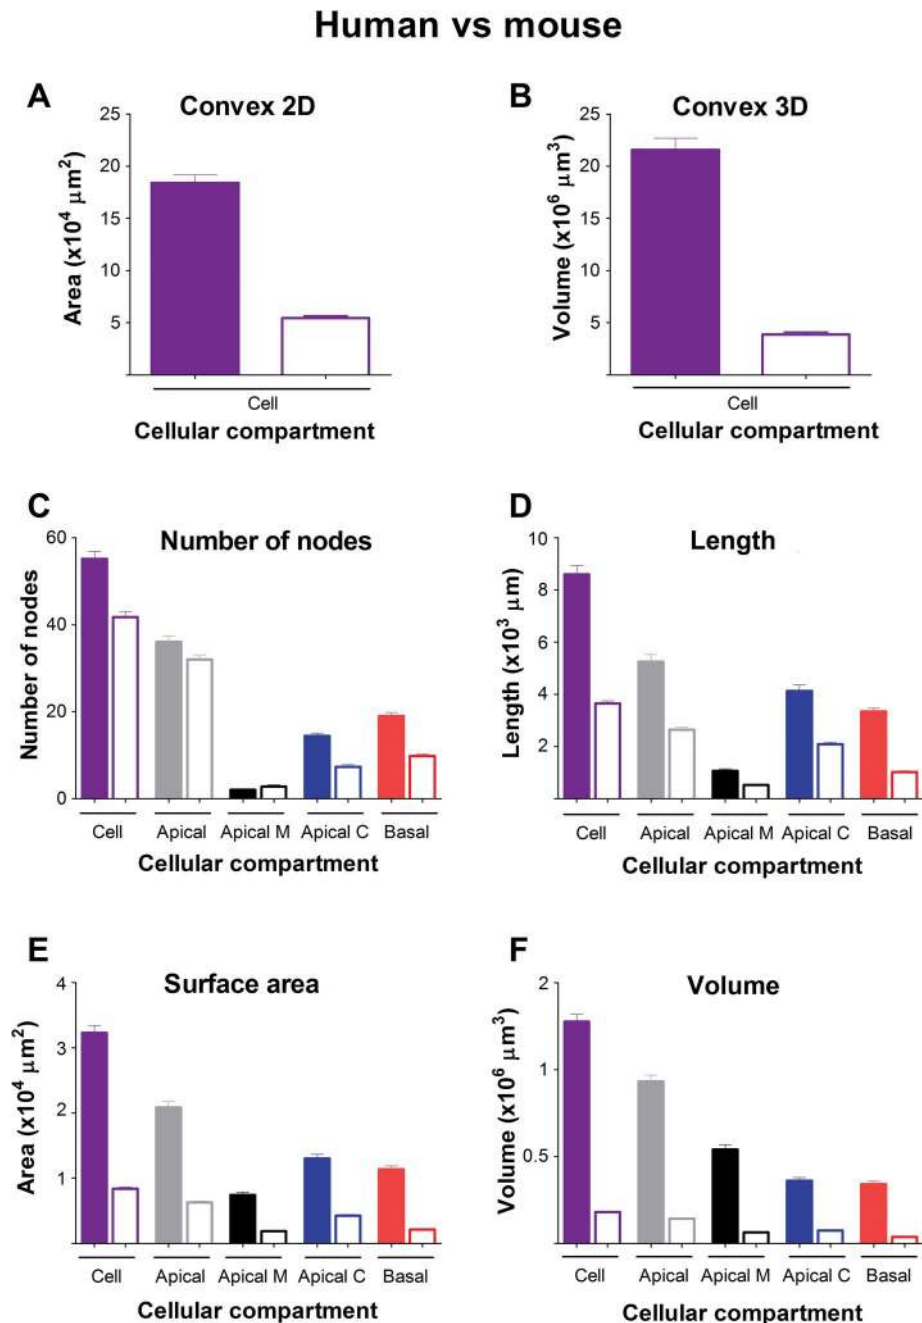 Human vs mouse
A
Convex 2D
Area (x10⁴ μm²)
25
20
15
10
5
Cell
Cellular compartment
B
Convex 3D
Volume (x10⁶ μm³)
25
20
15
10
5
Cell
Cellular compartment
C
Number of nodes
Number of nodes
60
40
20
0
Cell Apical Apical M Apical C Basal
Cellular compartment
D
Length
Length (x10³ μm)
10
8
6
4
2
Cell Apical Apical M Apical C Basal
Cellular compartment
E
Surface area
Area (x10⁴ μm²)
4
3
2
1
Cell Apical Apical M Apical C Basal
Cellular compartment
F
Volume
Volume (x10⁶ μm³)
2
1
0.5
Cell Apical Apical M Apical C Basal
Cellular compartment